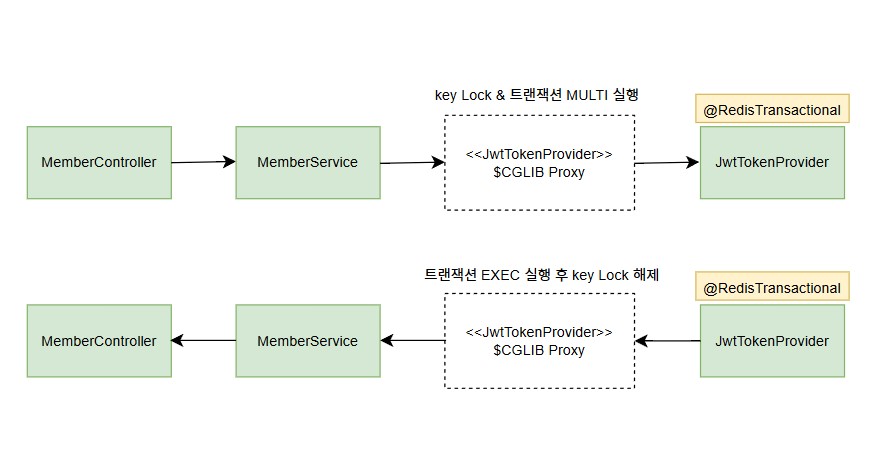 key Lock & 트랜잭션 MULTI 실행
@RedisTransactional
MemberController
MemberService
<<JwtTokenProvider>>
$CGLIB Proxy
JwtTokenProvider
트랜잭션 EXEC 실행 후 key Lock 해제
@RedisTransactional
MemberController
MemberService
<<JwtTokenProvider>>
$CGLIB Proxy
JwtTokenProvider